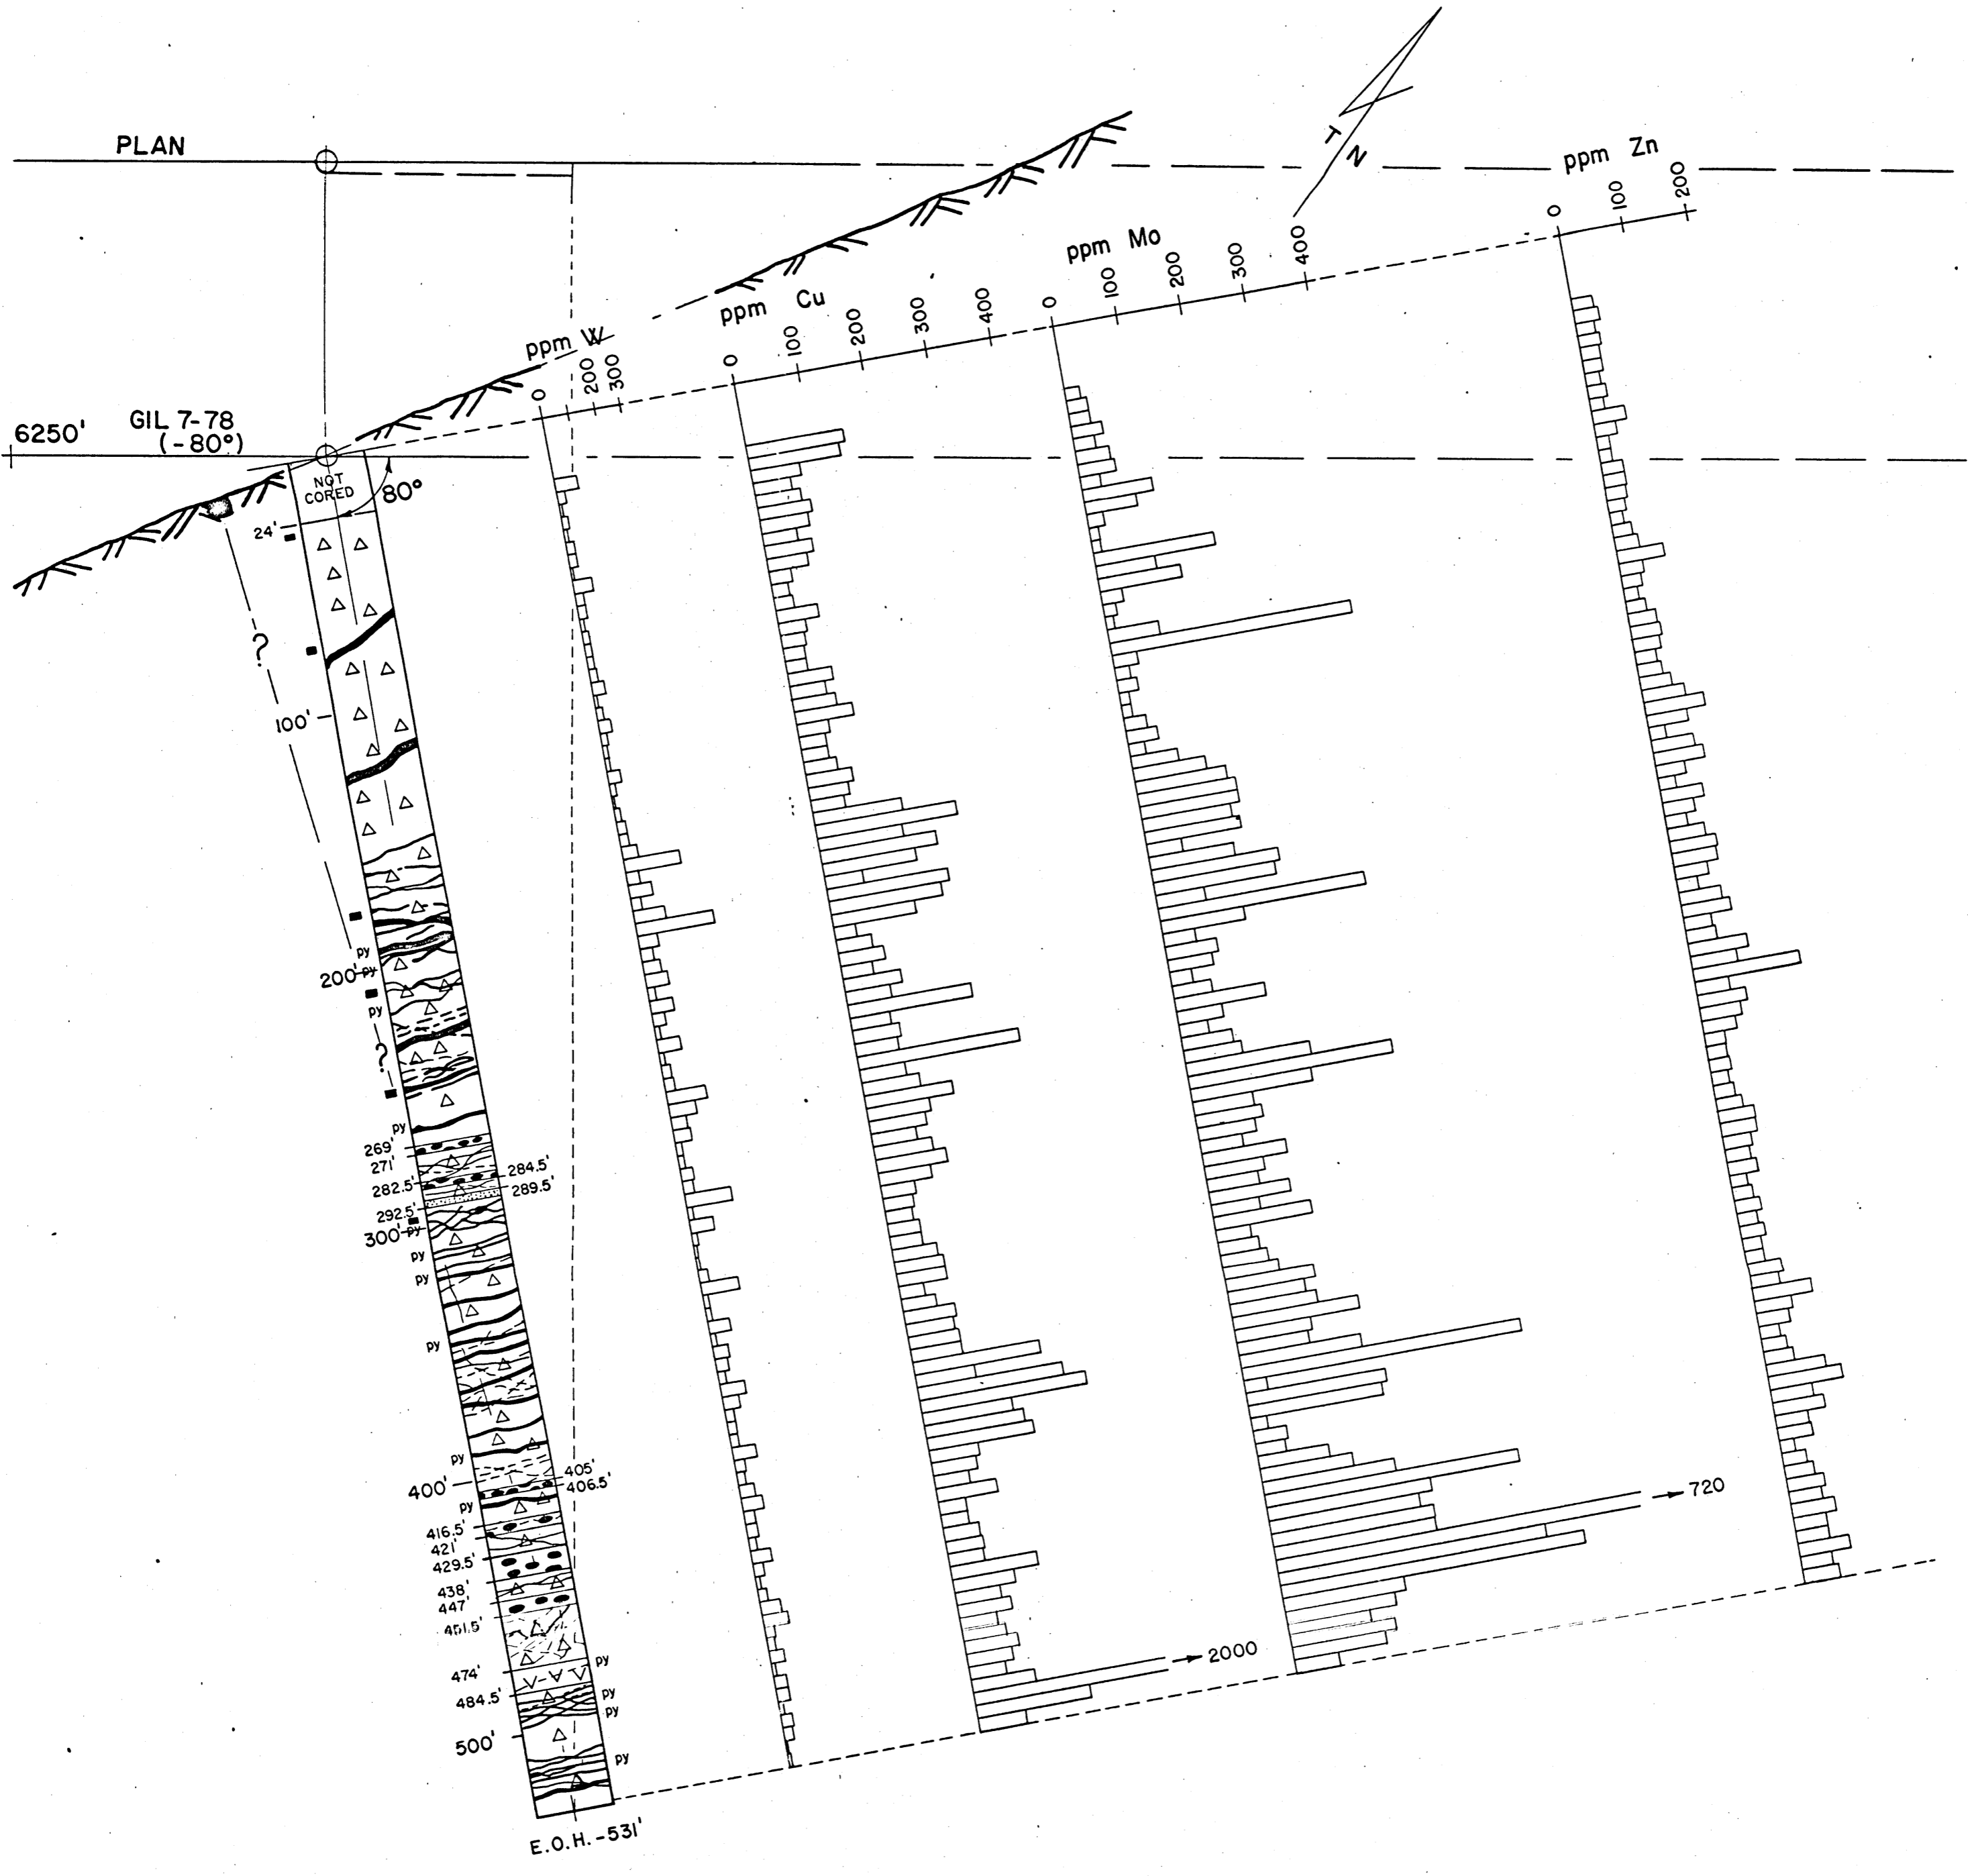 PLAN
T N
ppm Zn
0 100 200
ppm Mo
0 100 200 300 400
ppm Cu
0 100 200 300 400
ppm W
0 200 300
6250'
GIL 7-78
(-80°)
NOT
CORED
80°
24'
?
100'
py
200' py
py
?
py
269'
271'
282.5'
284.5'
289.5'
292.5'
300' py
py
py
py
py
400'
405'
406.5'
py
416.5'
421'
429.5'
438'
447'
451.5'
474'
py
484.5'
py
py
500'
py
E.O.H. -531'
720
2000